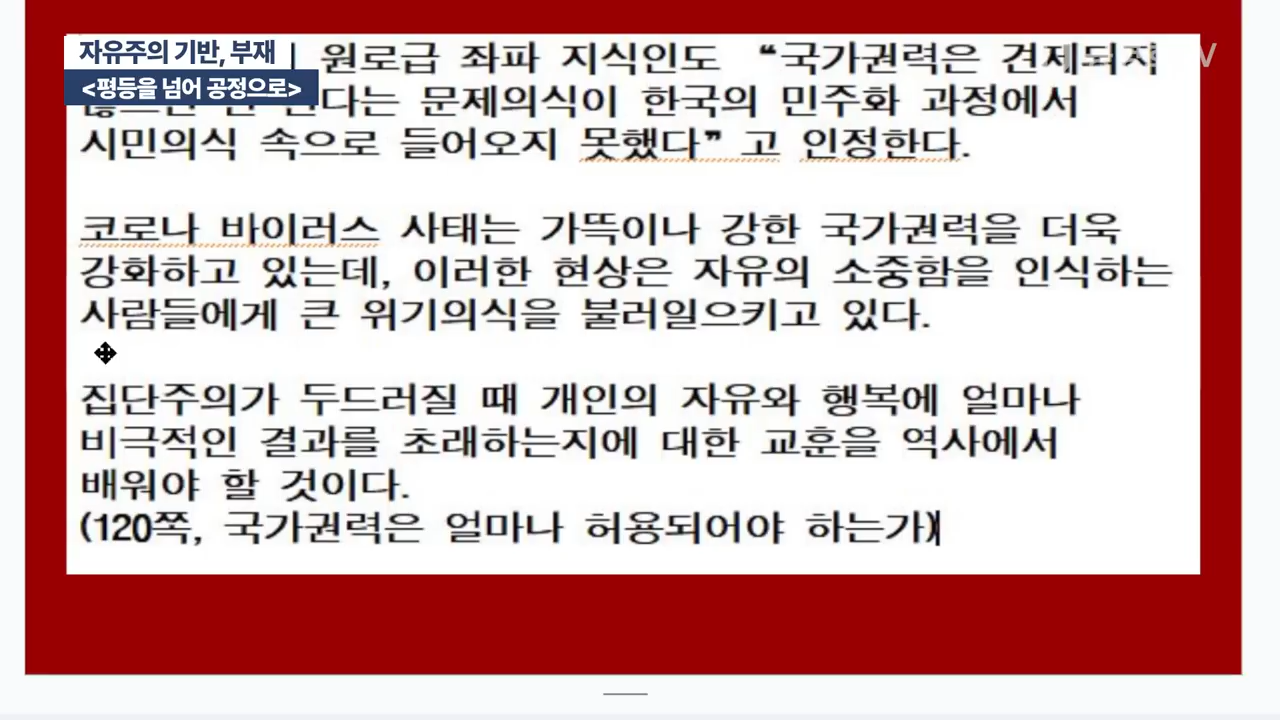 자유주의 기반, 부재
<평등을 넘어 공정으로>
원로급 좌파 지식인도 “국가권력은 견제되지
다는 문제의식이 한국의 민주화 과정에서
시민의식 속으로 들어오지 못했다” 고 인정한다.
코로나 바이러스 사태는 가뜩이나 강한 국가권력을 더욱
강화하고 있는데, 이러한 현상은 자유의 소중함을 인식하는
사람들에게 큰 위기의식을 불러일으키고 있다.
집단주의가 두드러질 때 개인의 자유와 행복에 얼마나
비극적인 결과를 초래하는지에 대한 교훈을 역사에서
배워야 할 것이다.
(120쪽, 국가권력은 얼마나 허용되어야 하는가)